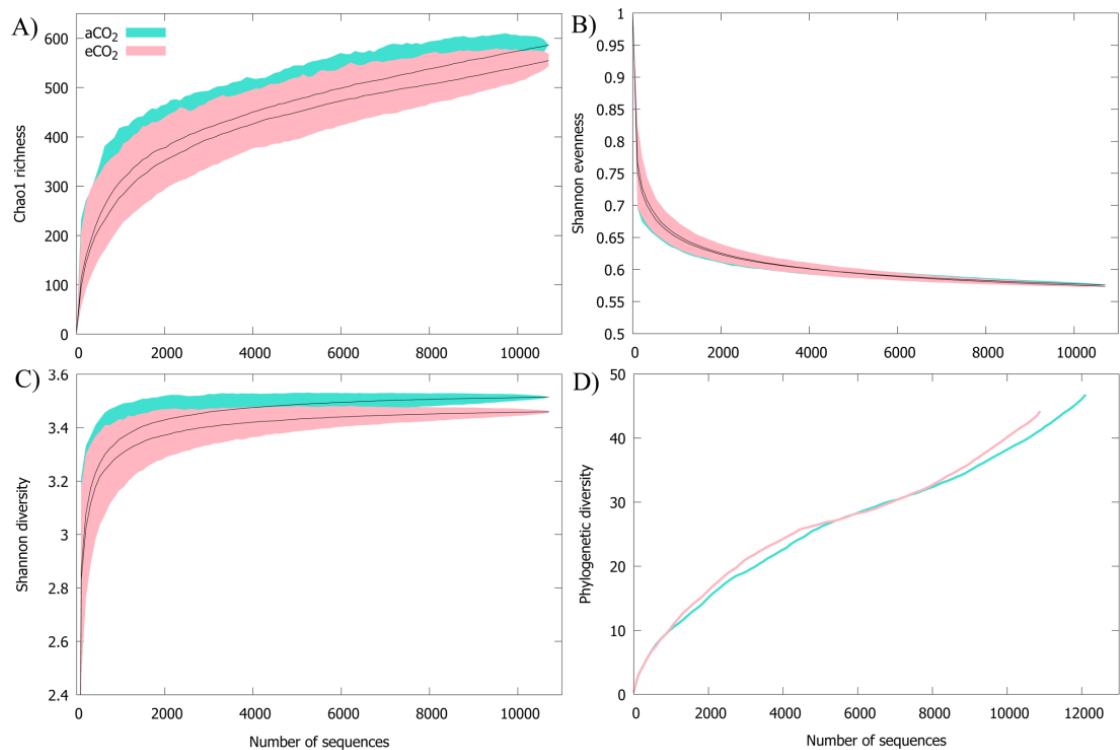 A)
aCO₂
eCO₂
600
500
400
300
200
100
0
Chao1 richness
0 2000 4000 6000 8000 10000
B)
1
0.95
0.9
0.85
0.8
0.75
0.7
0.65
0.6
0.55
0.5
Shannon evenness
0 2000 4000 6000 8000 10000
C)
3.6
3.4
3.2
3
2.8
2.6
2.4
Shannon diversity
0 2000 4000 6000 8000 10000
Number of sequences
D)
50
40
30
20
10
0
Phylogenetic diversity
0 2000 4000 6000 8000 10000 12000
Number of sequences